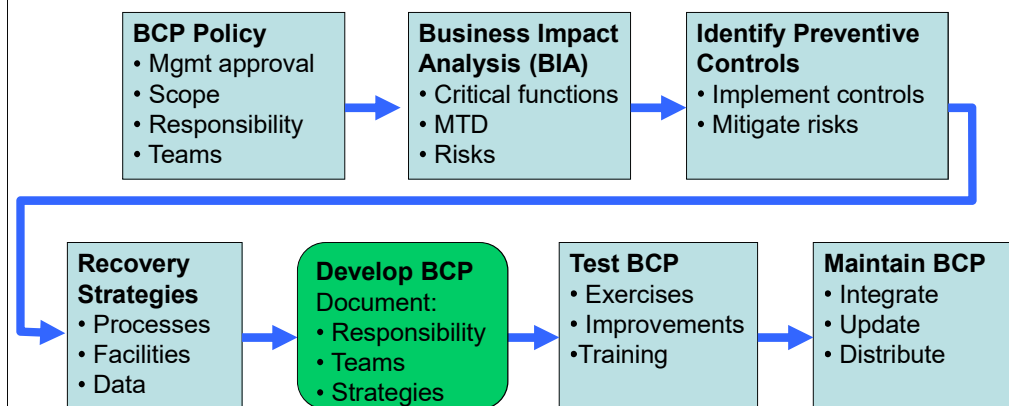 BCP Policy
• Mgmt approval
• Scope
• Responsibility
• Teams
Business Impact
Analysis (BIA)
• Critical functions
• MTD
• Risks
Identify Preventive
Controls
• Implement controls
• Mitigate risks
Recovery
Strategies
• Processes
• Facilities
• Data
Develop BCP
Document:
• Responsibility
• Teams
• Strategies
Test BCP
• Exercises
• Improvements
•Training
Maintain BCP
• Integrate
• Update
• Distribute